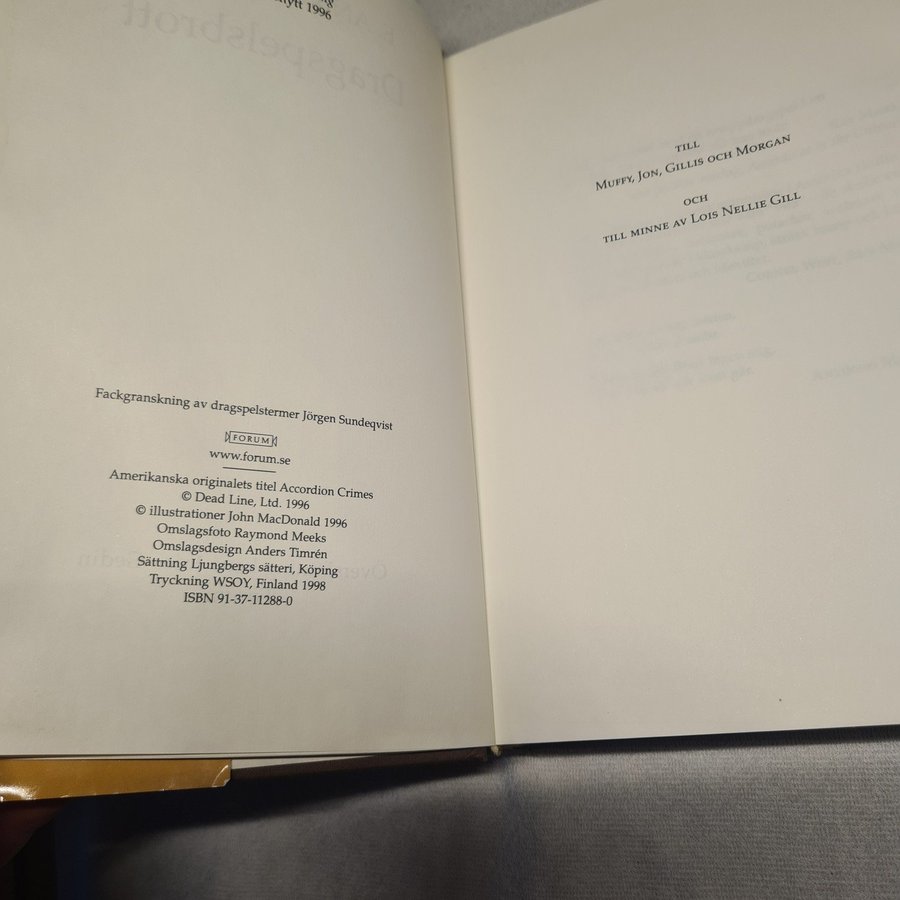 nytt 1996
Fackgranskning av dragspelstermer Jörgen Sundeqvist
FORUM
www.forum.se
Amerikanska originalets titel Accordion Crimes
© Dead Line, Ltd. 1996
© illustrationer John MacDonald 1996
Omslagsfoto Raymond Meeks
Omslagsdesign Anders Timrén
Sättning Ljungbergs sätteri, Köping
Tryckning WSOY, Finland 1998
ISBN 91-37-11288-0
TILL
MUFFY, JON, GILLIS OCH MORGAN
OCH
TILL MINNE AV LOIS NELLIE GILL